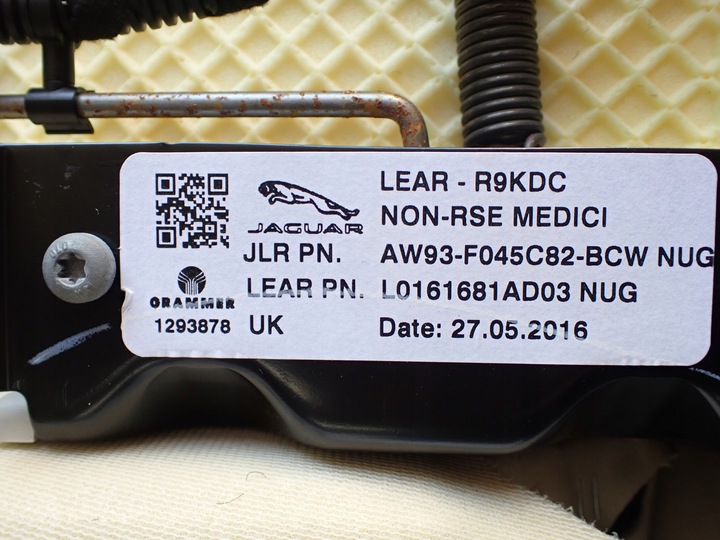 LEAR - R9KDC
NON-RSE MEDICI
JAGUAR
JLR PN. AW93-F045C82-BCW NUG
LEAR PN. L0161681AD03 NUG
GRAMMER
1293878 UK Date: 27.05.2016